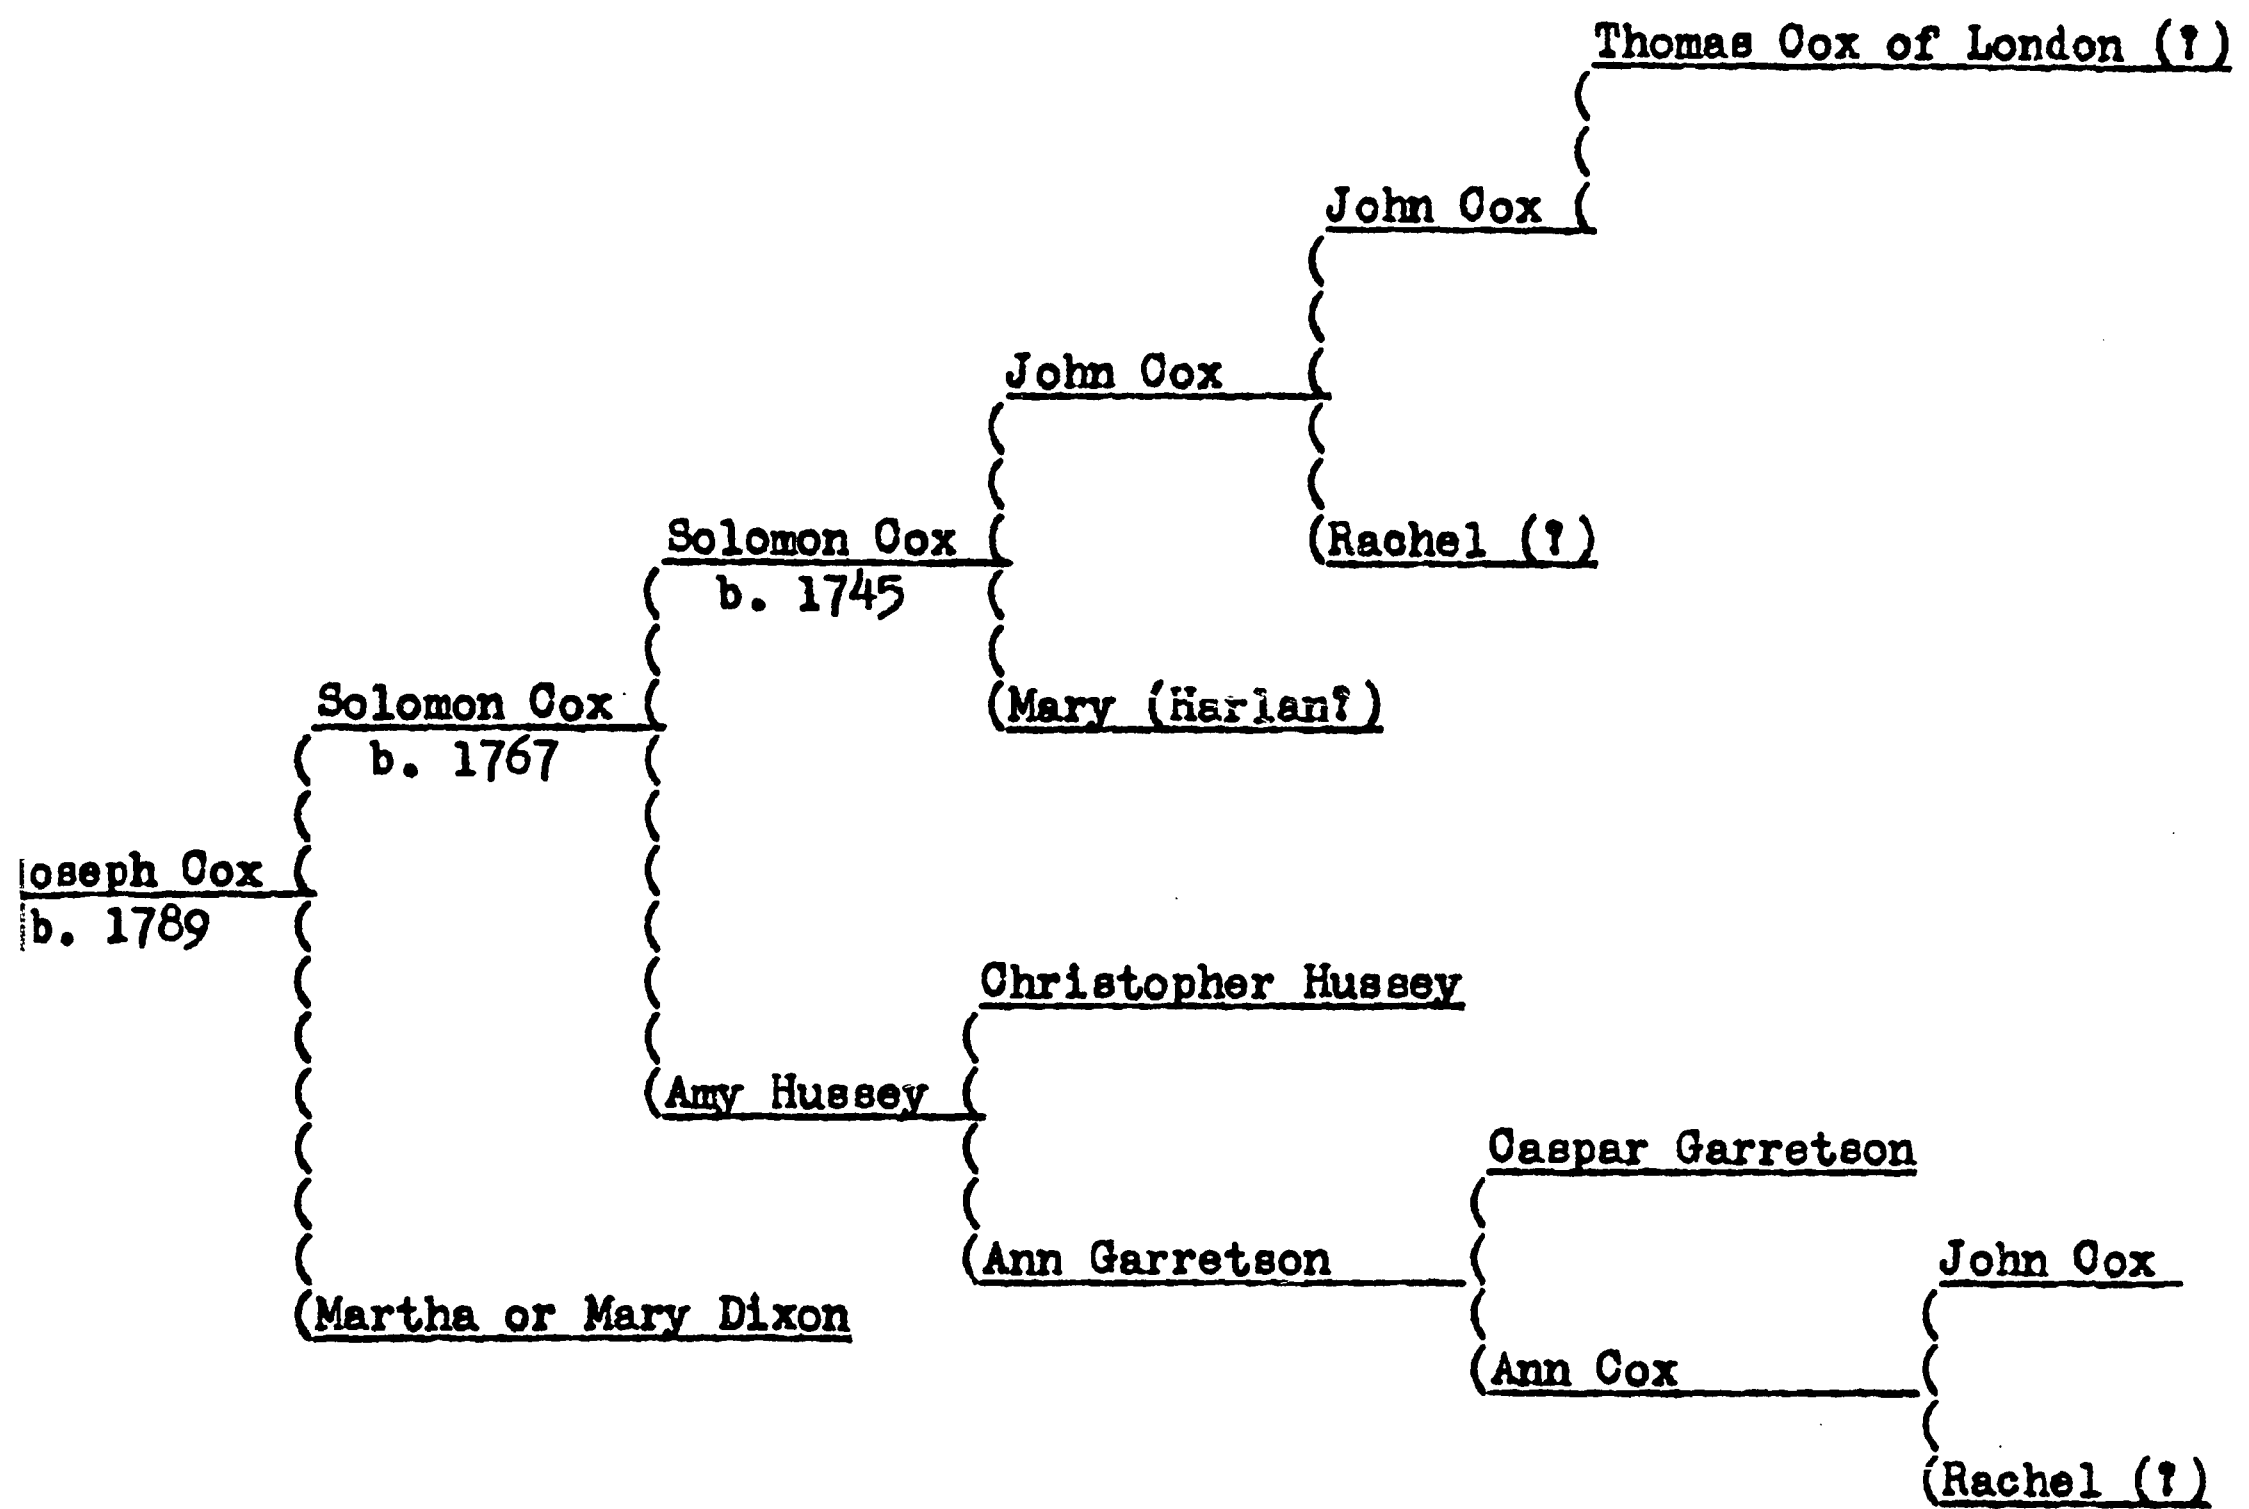 Thomas Cox of London (?)
John Cox
John Cox
Rachel (?)
Solomon Cox
b. 1745
Mary (Harlan?)
Solomon Cox
b. 1767
oseph Cox
b. 1789
Christopher Hussey
Amy Hussey
Caspar Garretson
Ann Garretson
John Cox
Martha or Mary Dixon
Ann Cox
Rachel (?)